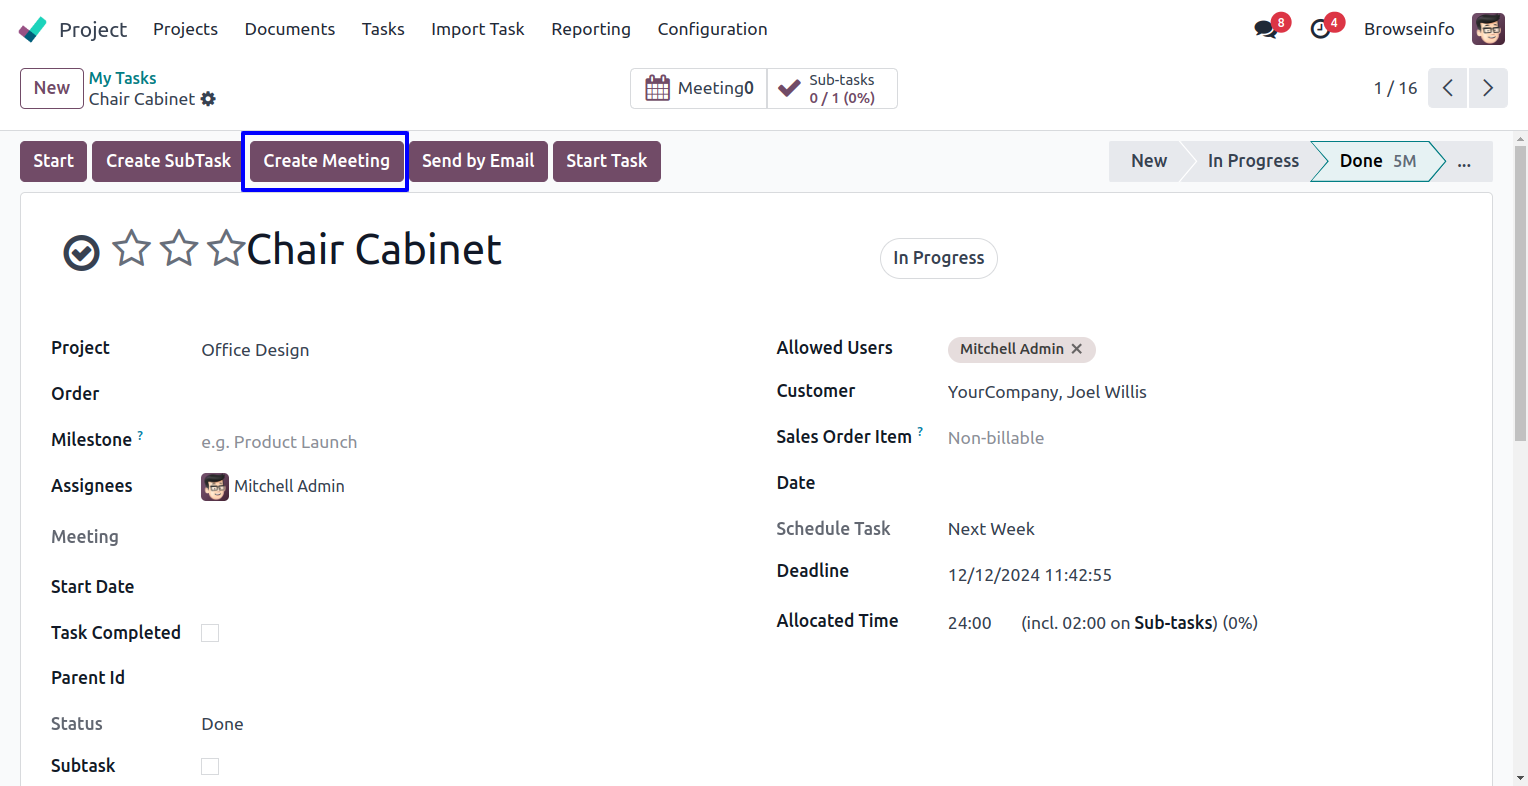 Project Projects Documents Tasks Import Task Reporting Configuration 8 4 Browseinfo
New My Tasks
Chair Cabinet
Meeting0 Sub-tasks
0 / 1 (0%)
1 / 16
Start Create SubTask Create Meeting Send by Email Start Task New In Progress Done 5M ...
Chair Cabinet In Progress
Project Office Design
Order
Milestone ? e.g. Product Launch
Assignees Mitchell Admin
Meeting
Start Date
Task Completed
Parent Id
Status Done
Subtask
Allowed Users Mitchell Admin ✕
Customer YourCompany, Joel Willis
Sales Order Item ? Non-billable
Date
Schedule Task Next Week
Deadline 12/12/2024 11:42:55
Allocated Time 24:00 (incl. 02:00 on Sub-tasks) (0%)